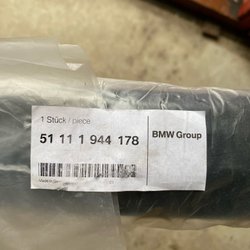 1 Stück / piece
51 11 1 944 178
BMW Group